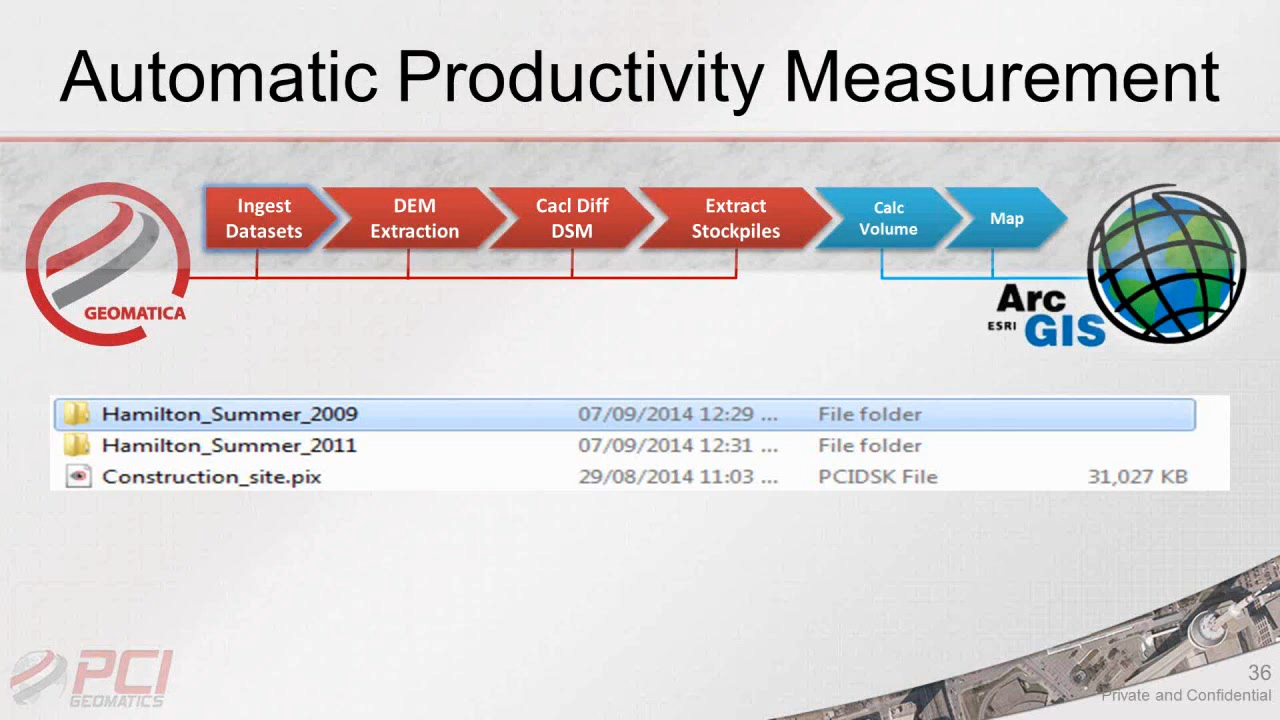 Automatic Productivity Measurement
Ingest
Datasets
DEM
Extraction
Cacl Diff
DSM
Extract
Stockpiles
Calc
Volume
Map
GEOMATICA
Arc
ESRI GIS
Hamilton_Summer_2009 07/09/2014 12:29 ... File folder
Hamilton_Summer_2011 07/09/2014 12:31 ... File folder
Construction_site.pix 29/08/2014 11:03 ... PCIDSK File 31,027 KB
PCI
GEOMATICS
36
Private and Confidential